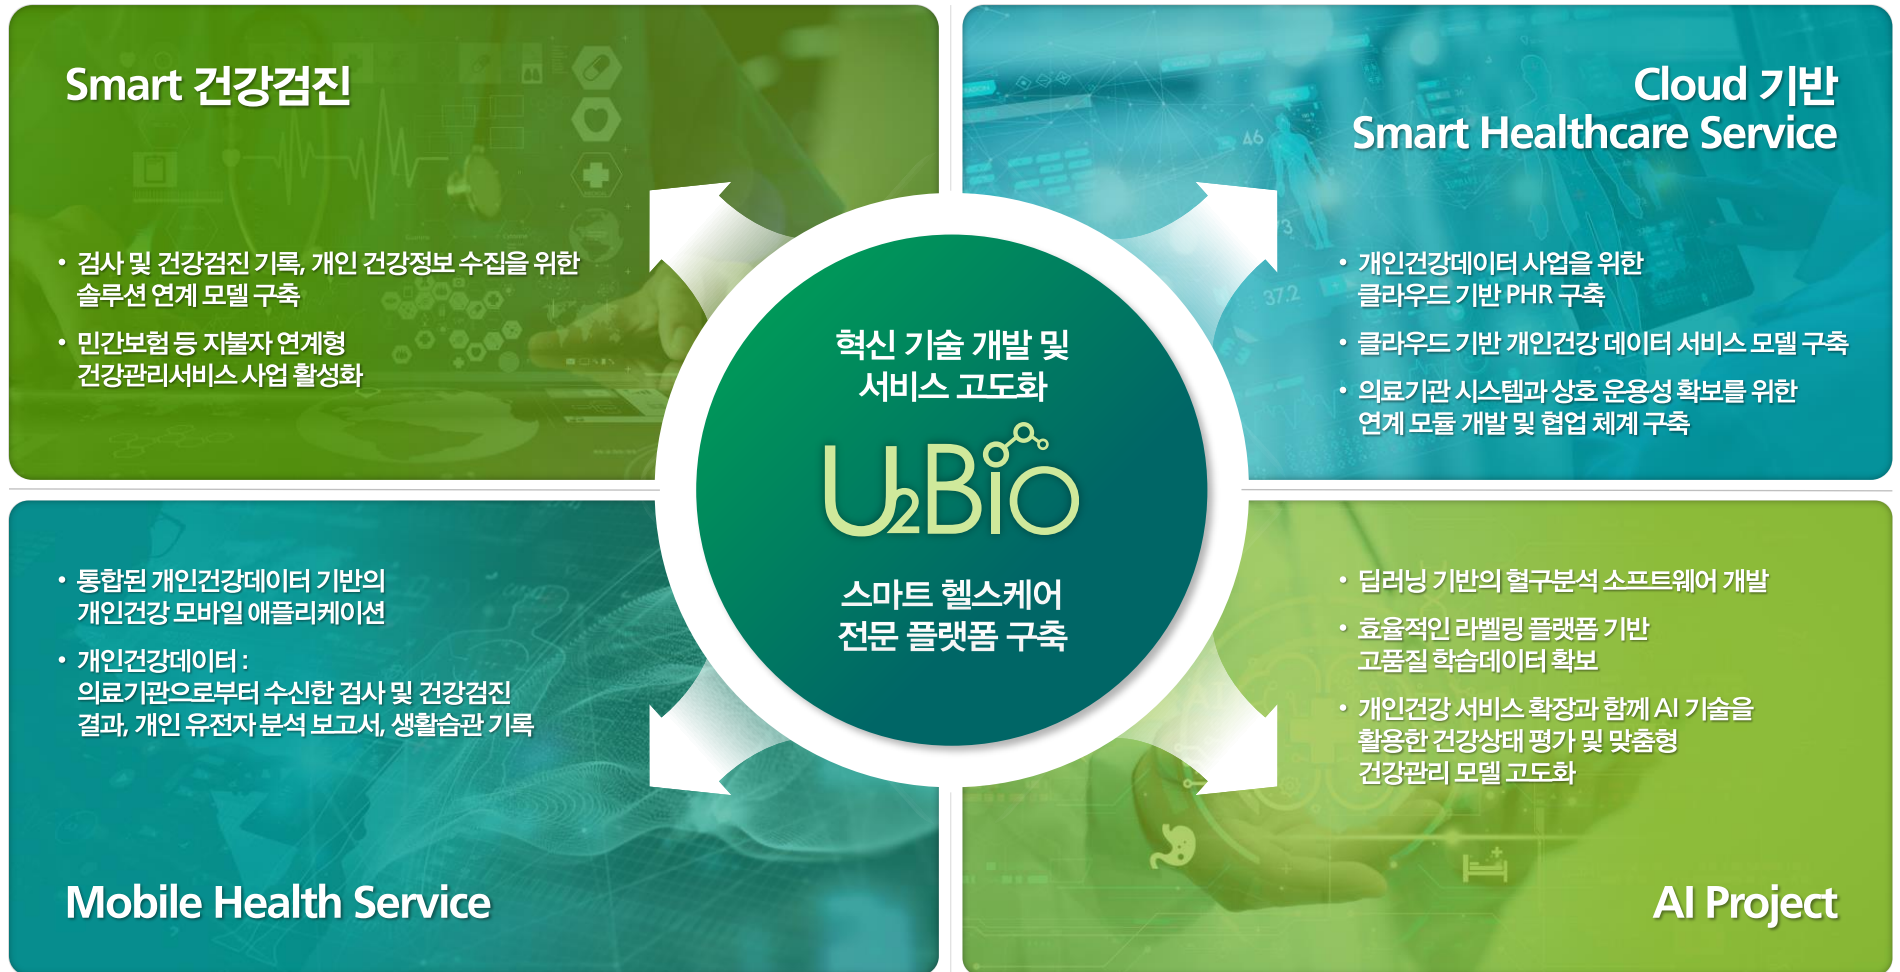 Smart 건강검진
• 검사 및 건강검진 기록, 개인 건강정보 수집을 위한
솔루션 연계 모델 구축
• 민간보험 등 지불자 연계형
건강관리서비스 사업 활성화
Cloud 기반
Smart Healthcare Service
• 개인건강데이터 사업을 위한
클라우드 기반 PHR 구축
• 클라우드 기반 개인건강 데이터 서비스 모델 구축
• 의료기관 시스템과 상호 운용성 확보를 위한
연계 모듈 개발 및 협업 체계 구축
A6
37.2
혁신 기술 개발 및
서비스 고도화
U2Bio
스마트 헬스케어
전문 플랫폼 구축
• 통합된 개인건강데이터 기반의
개인건강 모바일 애플리케이션
• 개인건강데이터 :
의료기관으로부터 수신한 검사 및 건강검진
결과, 개인 유전자 분석 보고서, 생활습관 기록
Mobile Health Service
• 딥러닝 기반의 혈구분석 소프트웨어 개발
• 효율적인 라벨링 플랫폼 기반
고품질 학습데이터 확보
• 개인건강 서비스 확장과 함께 AI 기술을
활용한 건강상태 평가 및 맞춤형
건강관리 모델 고도화
AI Project